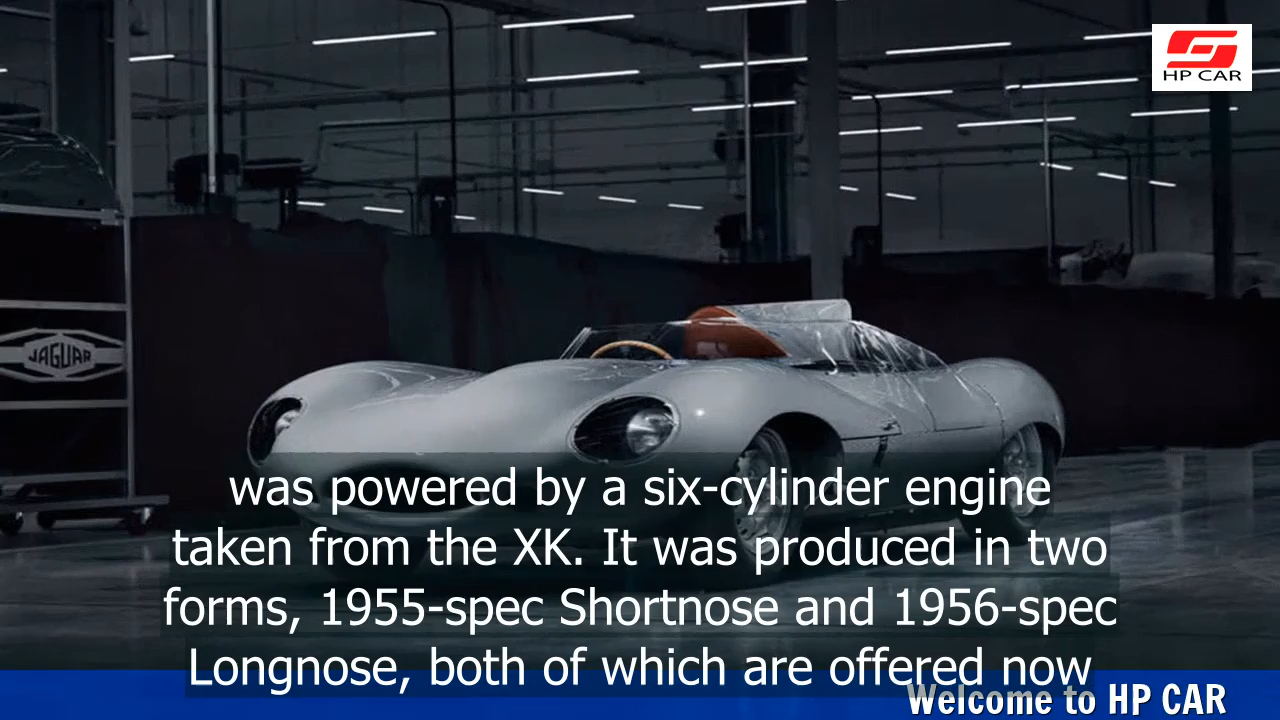 HP CAR
JAGUAR
was powered by a six-cylinder engine
taken from the XK. It was produced in two
forms, 1955-spec Shortnose and 1956-spec
Longnose, both of which are offered now
Welcome to HP CAR